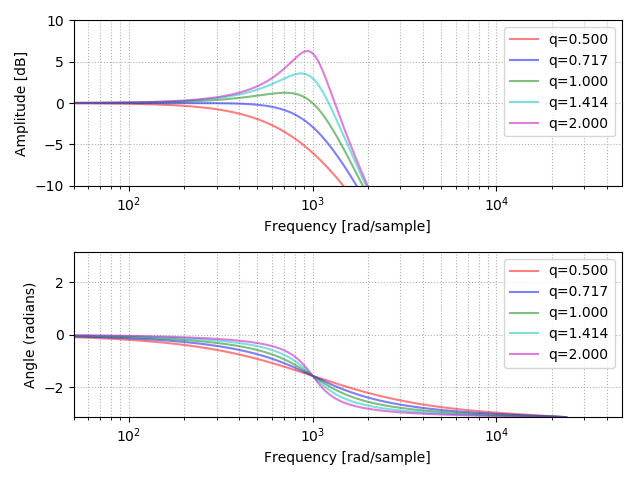 10
5
0
−5
−10
Amplitude [dB]
q=0.500
q=0.717
q=1.000
q=1.414
q=2.000
10²
10³
10⁴
Frequency [rad/sample]
2
0
−2
Angle (radians)
q=0.500
q=0.717
q=1.000
q=1.414
q=2.000
10²
10³
10⁴
Frequency [rad/sample]